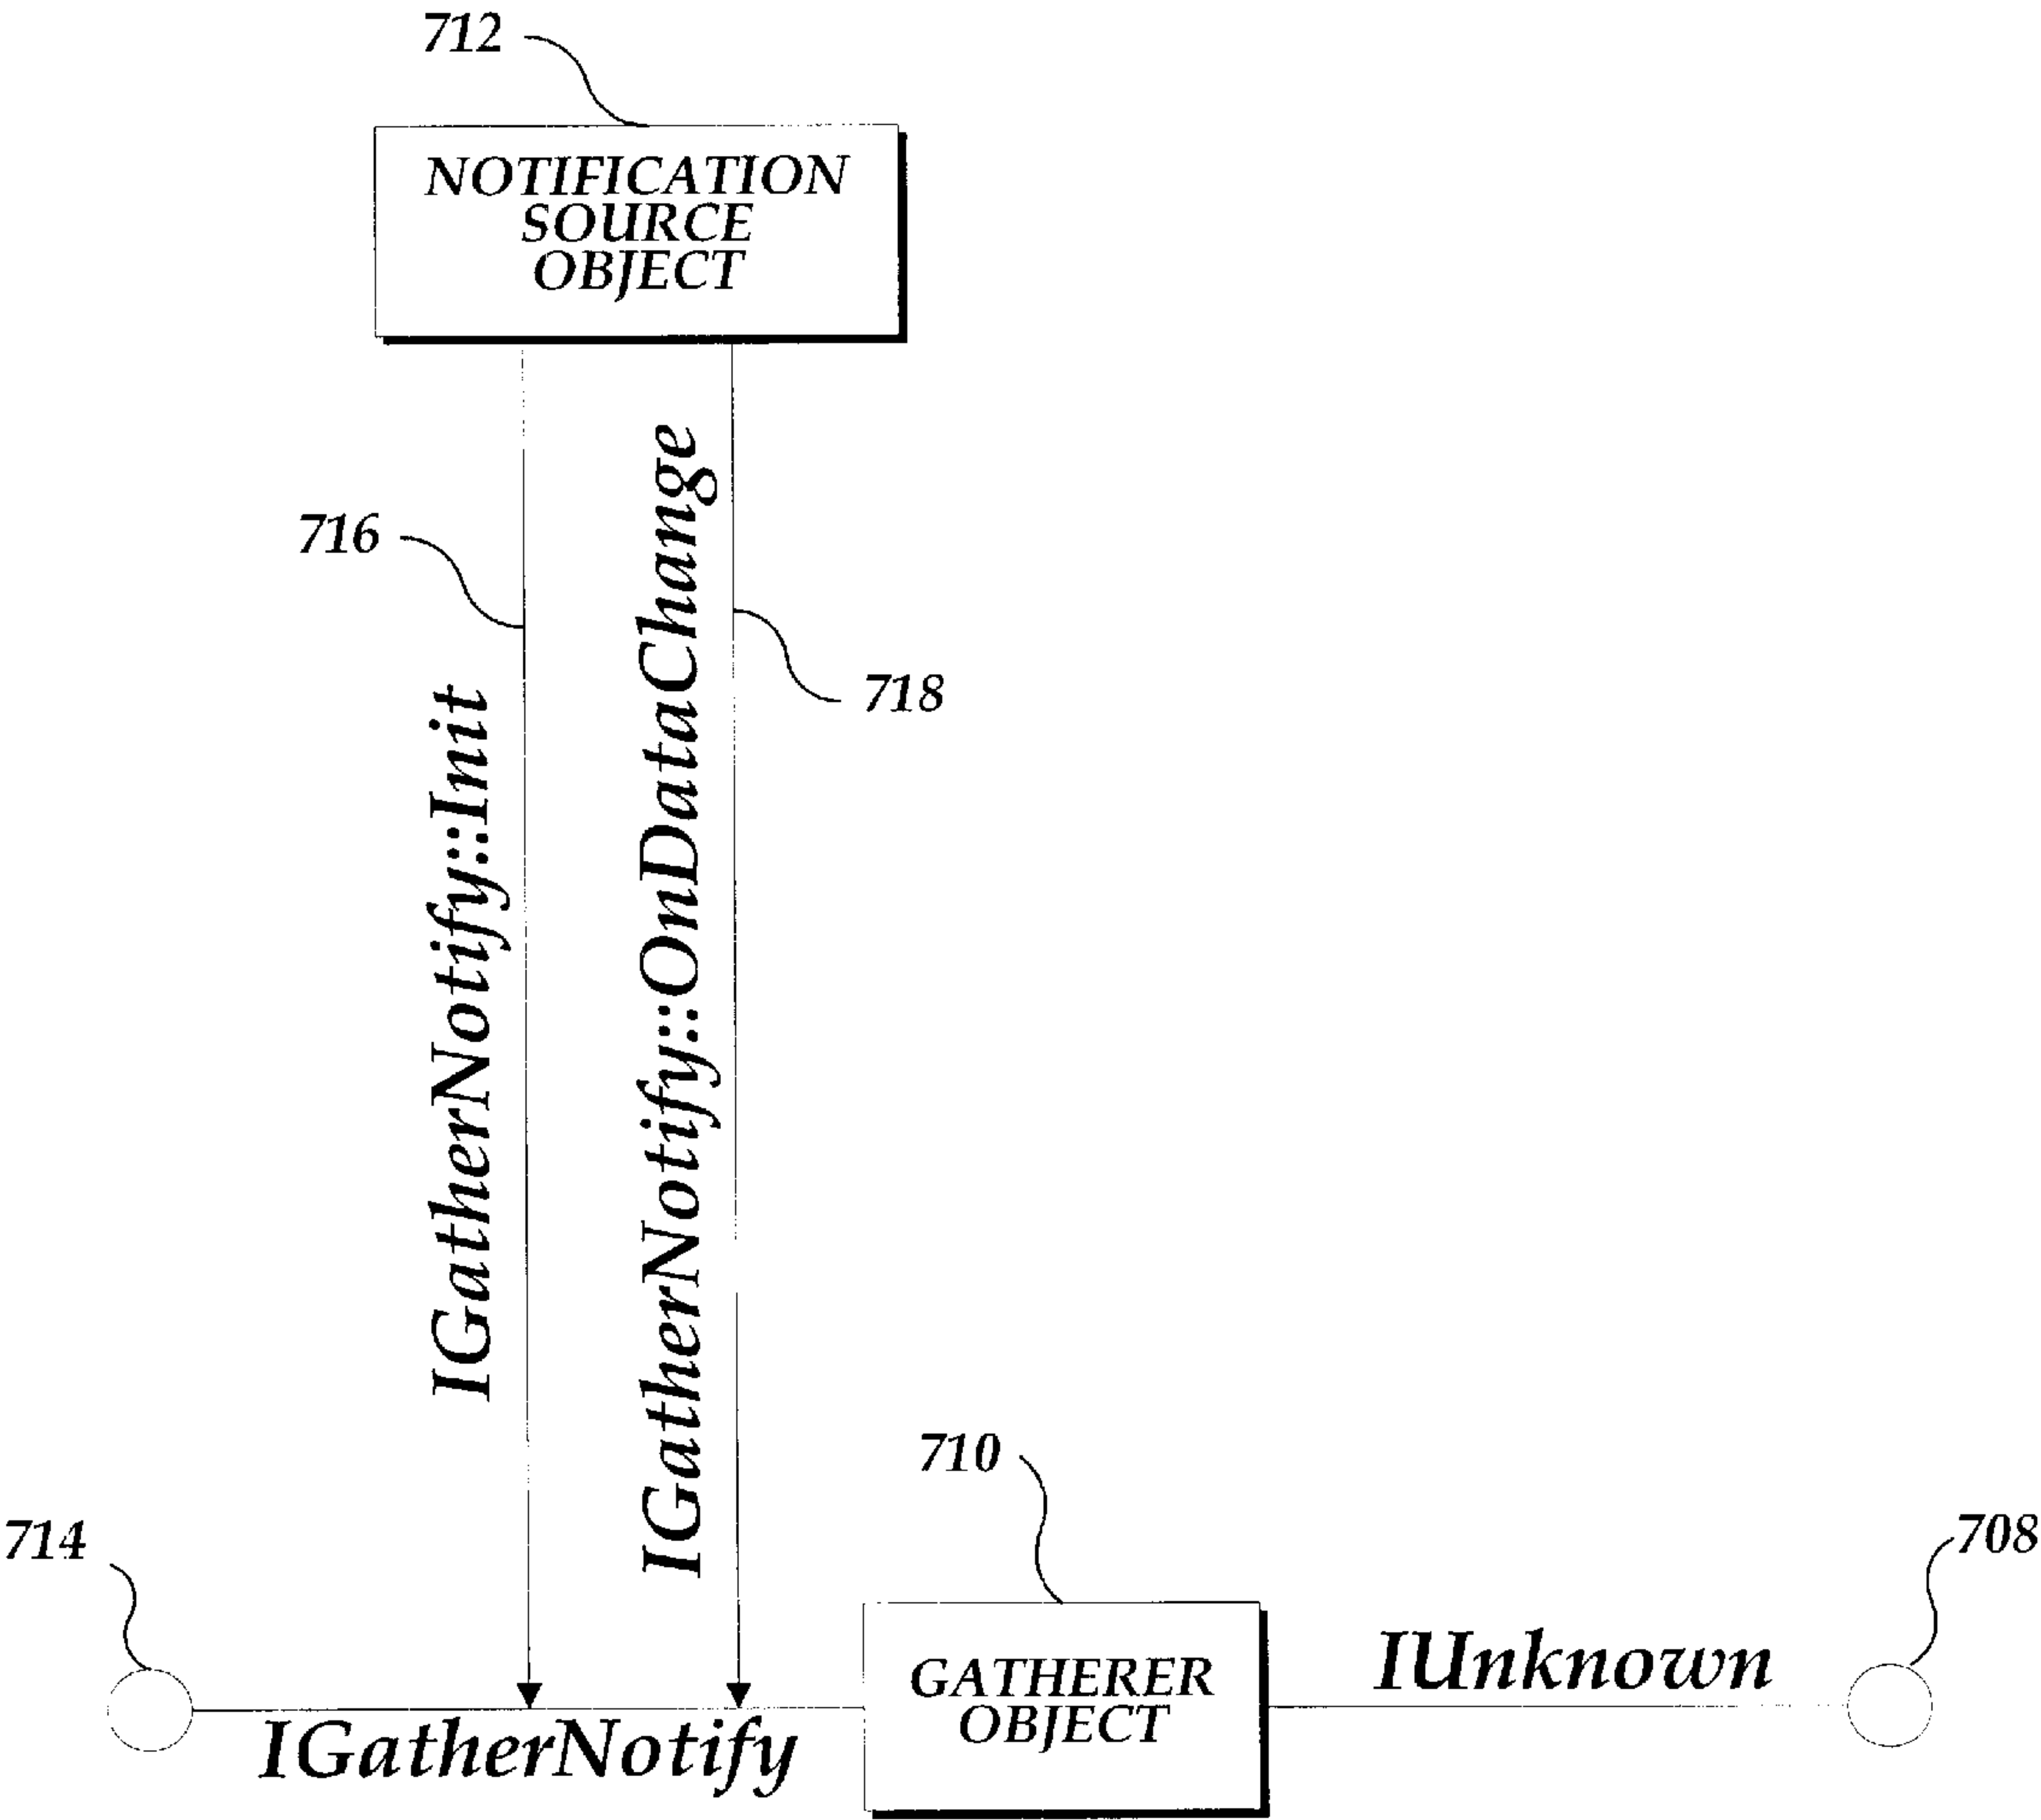 712
NOTIFICATION
SOURCE
OBJECT
716
718
IGatherNotify::Init
IGatherNotify::OnDataChange
710
714
708
GATHERER
OBJECT
IUnknown
IGatherNotify